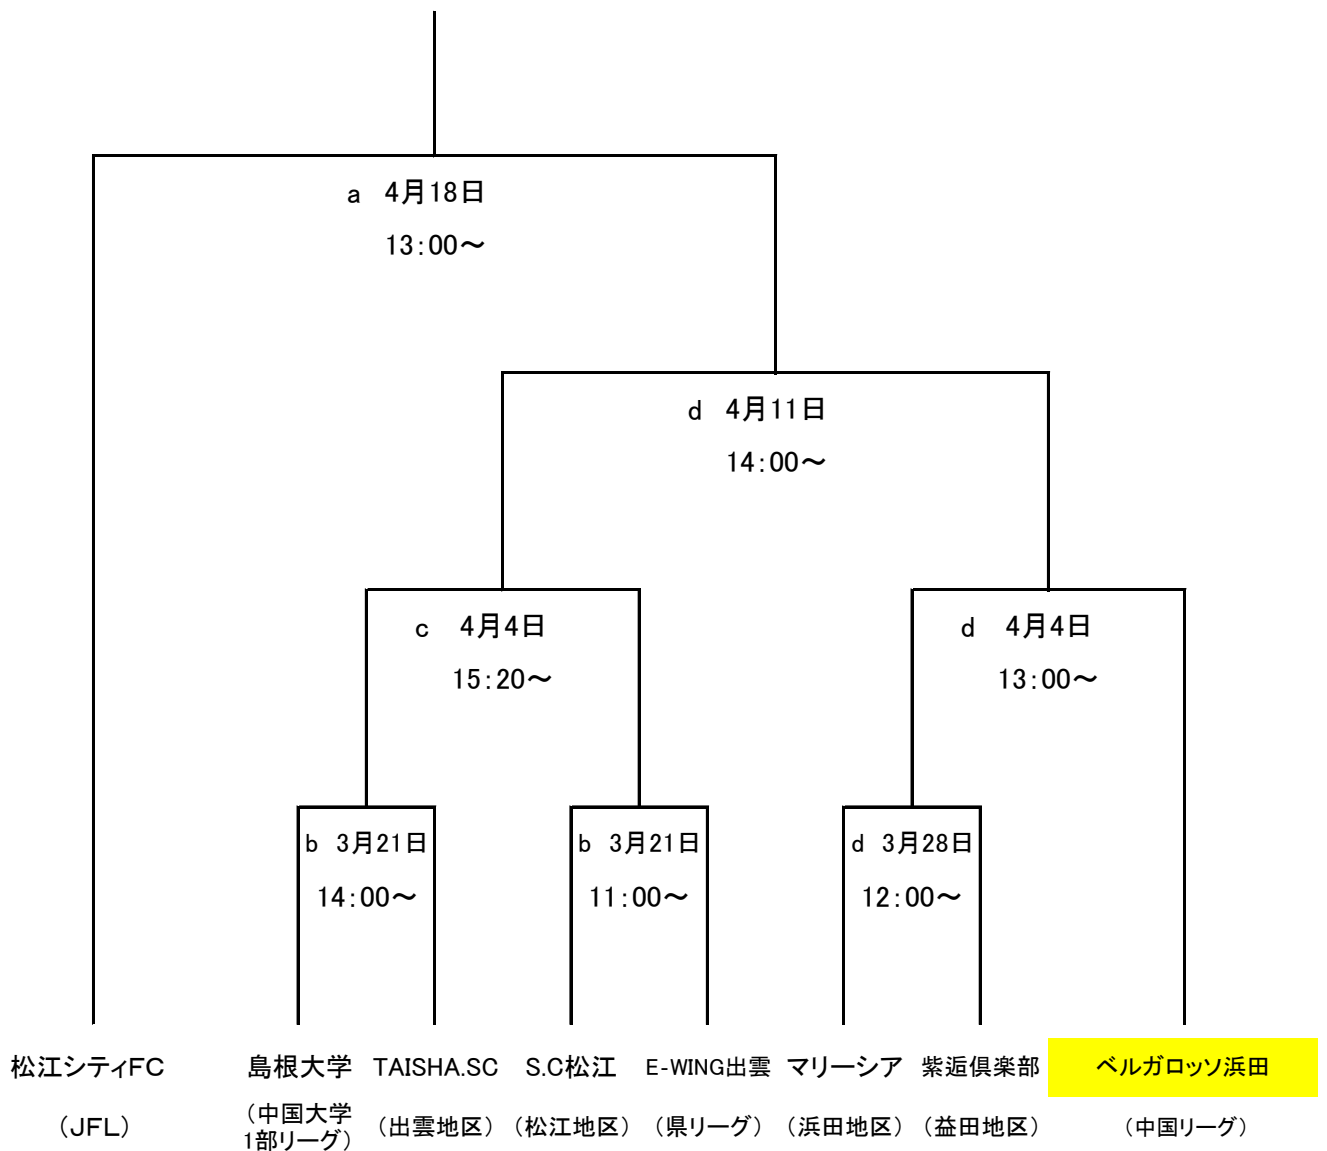 a 4月18日
13:00～
d 4月11日
14:00～
c 4月4日
15:20～
d 4月4日
13:00～
b 3月21日
14:00～
b 3月21日
11:00～
d 3月28日
12:00～
松江シティFC
島根大学
TAISHA.SC
S.C松江
E-WING出雲
マリーシア
紫逅倶楽部
ベルガロッソ浜田
（JFL）
（中国大学
1部リーグ）
（出雲地区）
（松江地区）
（県リーグ）
（浜田地区）
（益田地区）
（中国リーグ）